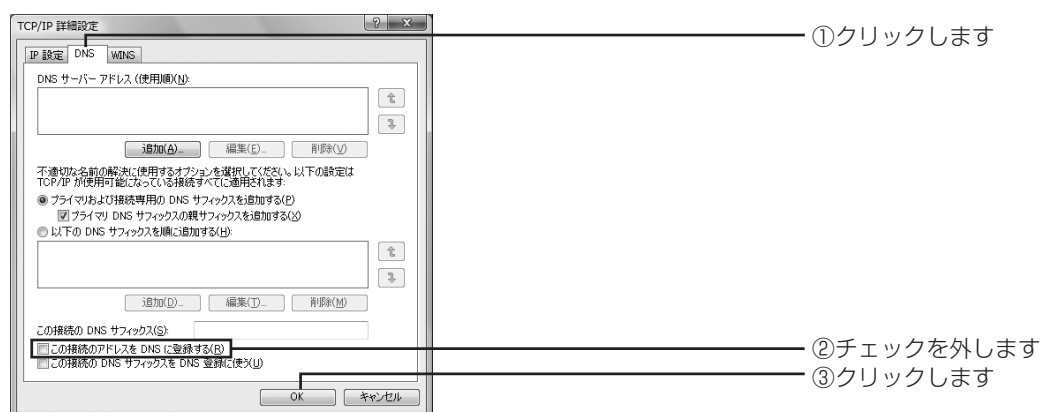 TCP/IP 詳細設定
①クリックします
IP 設定 DNS WINS
DNS サーバー アドレス (使用順)(N):
追加(A)... 編集(E)... 削除(V)
不適切な名前の解決に使用するオプションを選択してください。以下の設定は
TCP/IP が使用可能になっている接続すべてに適用されます:
プライマリおよび接続専用の DNS サフィックスを追加する(P)
プライマリ DNS サフィックスの親サフィックスを追加する(X)
以下の DNS サフィックスを順に追加する(H):
追加(D)... 編集(T)... 削除(M)
この接続の DNS サフィックス(S):
この接続のアドレスを DNS に登録する(R)
②チェックを外します
この接続の DNS サフィックスを DNS 登録に使う(U)
③クリックします
OK キャンセル